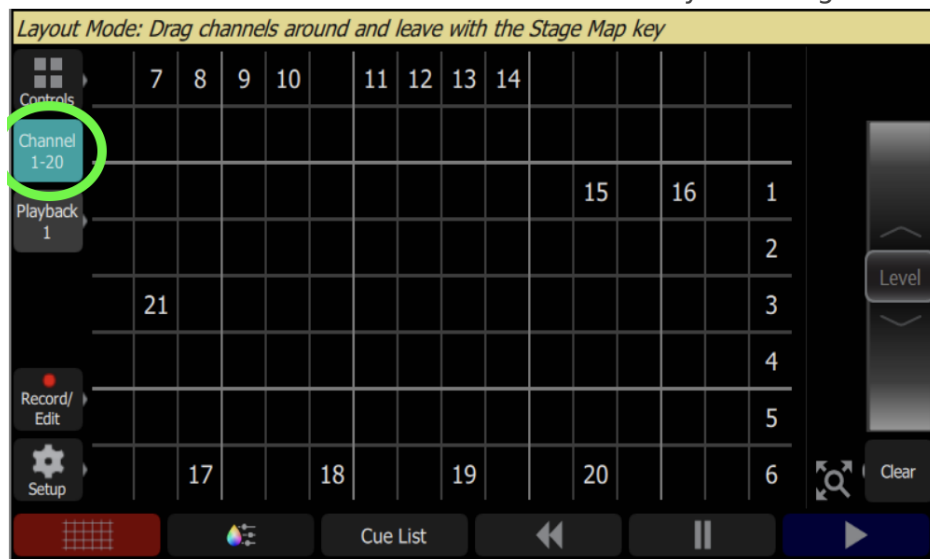 Layout Mode: Drag channels around and leave with the Stage Map key
Controls
7 8 9 10 11 12 13 14
Channel
1-20
15 16 1
Playback
1
2
Level
21 3
4
Record/
Edit
5
17 18 19 20 6
Setup
Clear
Cue List